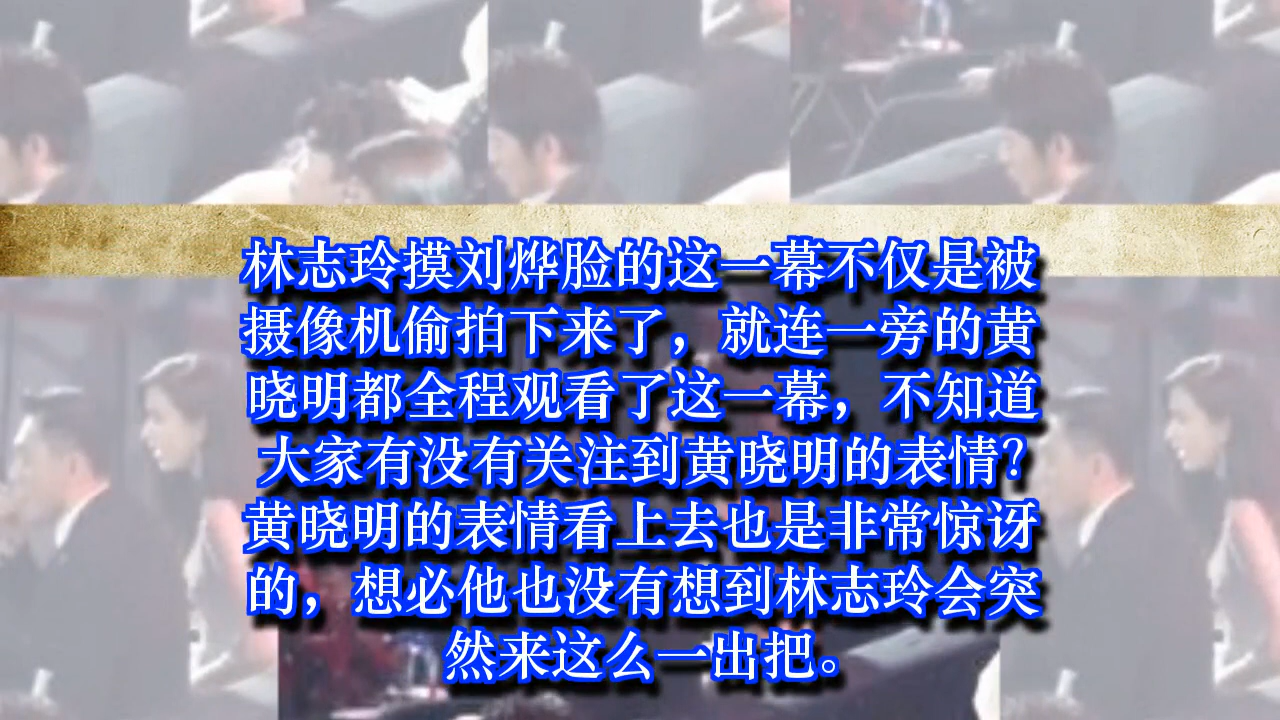 林志玲摸刘烨脸的这一幕不仅是被
摄像机偷拍下来了，就连一旁的黄
晓明都全程观看了这一幕，不知道
大家有没有关注到黄晓明的表情？
黄晓明的表情看上去也是非常惊讶
的，想必他也没有想到林志玲会突
然来这么一出把。